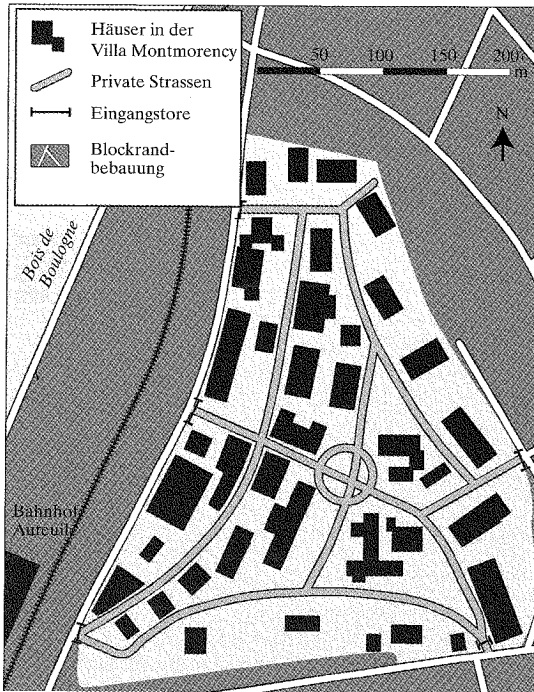 Häuser in der
Villa Montmorency
Private Strassen
Eingangstore
Blockrand-
bebauung
50 100 150 200
m
N
Bois de
Boulogne
Bahnhof
Auteuil